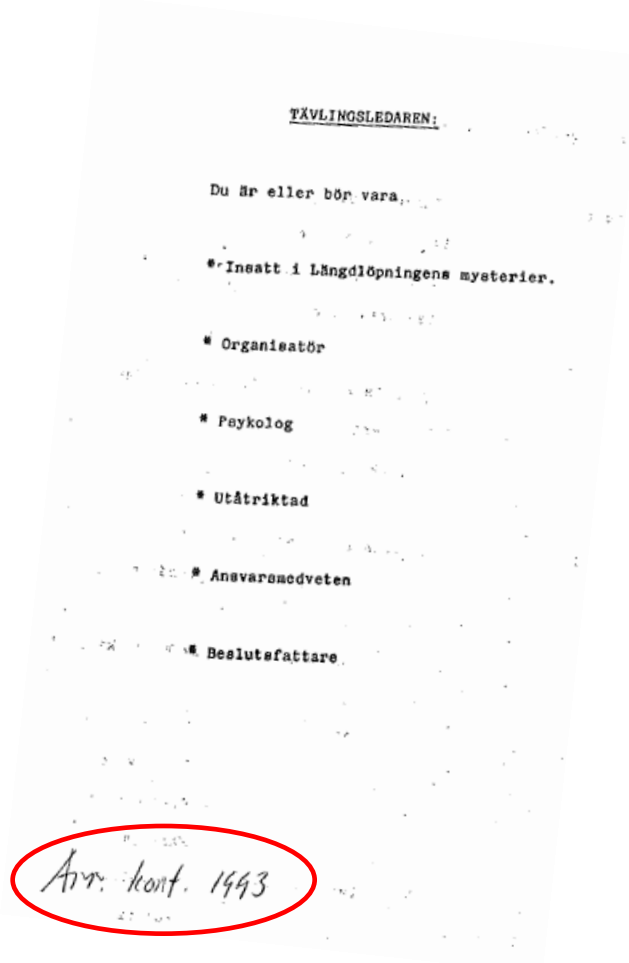 TÄVLINGSLEDAREN:
Du är eller bör vara,
* Insatt i Längdlöpningens mysterier.
* Organisatör
* Psykolog
* Utåtriktad
* Ansvarsmedveten
* Beslutsfattare
Arr. konf. 1993